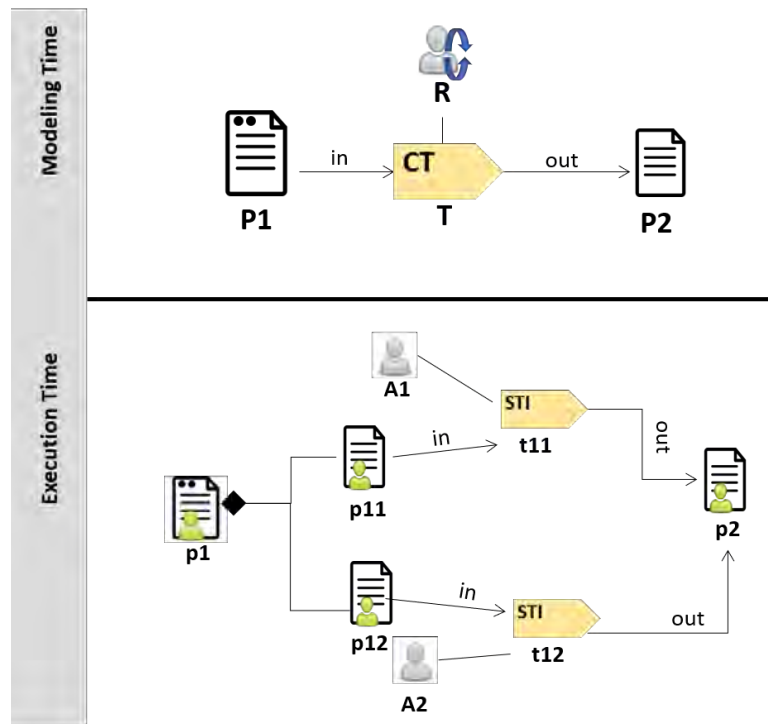 Modeling Time
R
in
CT
out
P1
T
P2
Execution Time
A1
STI
in
t11
out
p11
p1
p2
in
STI
out
p12
t12
A2